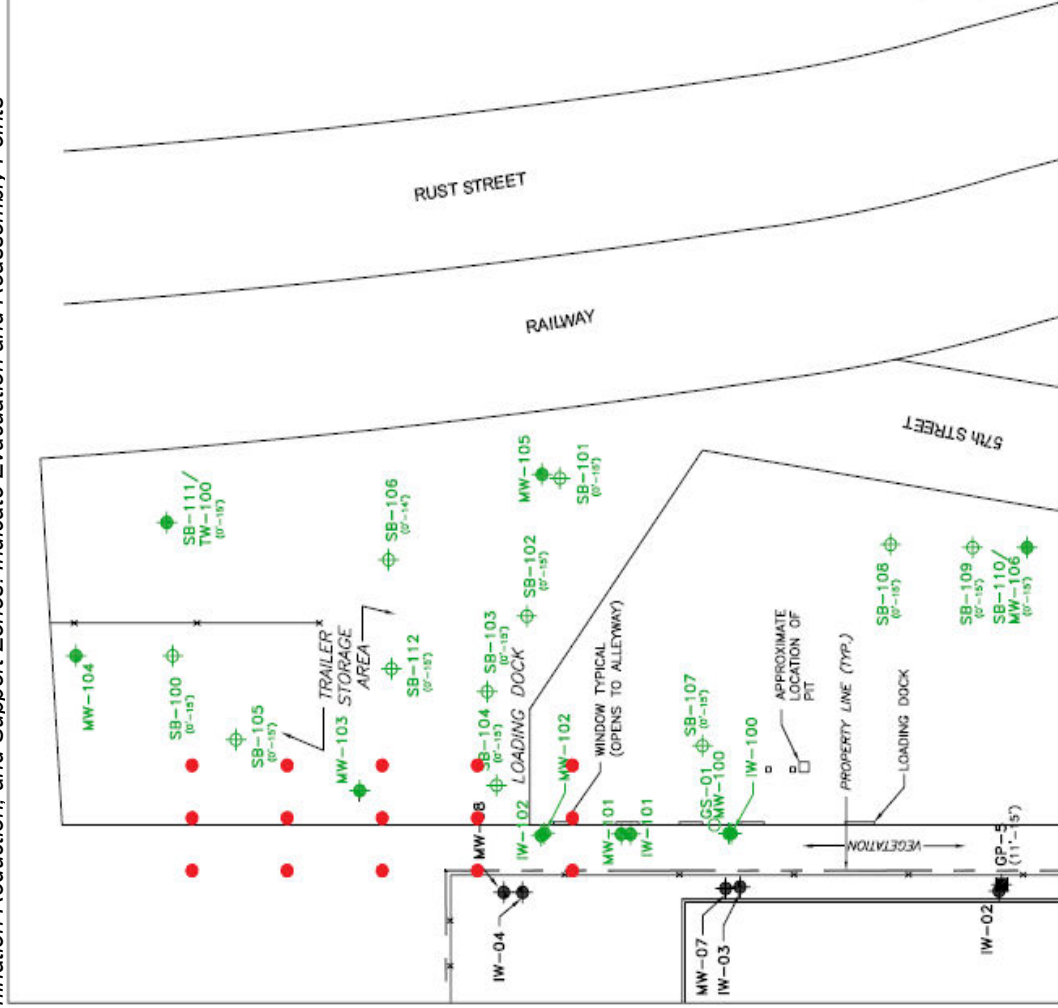 RUST STREET
RAILWAY
57th STREET
MW-104
SB-100
(0'-15')
SB-105
(0'-15')
SB-111/
TW-100
(0'-15')
TRAILER
STORAGE
AREA
MW-103
SB-112
(0'-15')
SB-106
(0'-14')
MW-105
SB-101
(0'-15')
SB-102
(0'-15')
SB-103
(0'-15')
SB-104
(0'-15')
LOADING DOCK
IW-102
MW-102
WINDOW TYPICAL
(OPENS TO ALLEYWAY)
MW-101
IW-101
SB-107
(0'-15')
GS-01
MW-100
IW-100
APPROXIMATE
LOCATION OF
PIT
PROPERTY LINE (TYP.)
LOADING DOCK
VEGETATION
SB-108
(0'-15')
SB-109
(0'-15')
SB-110/
MW-106
(0'-15')
IW-04
MW-07
IW-03
IW-02
GP-5
(11'-15')